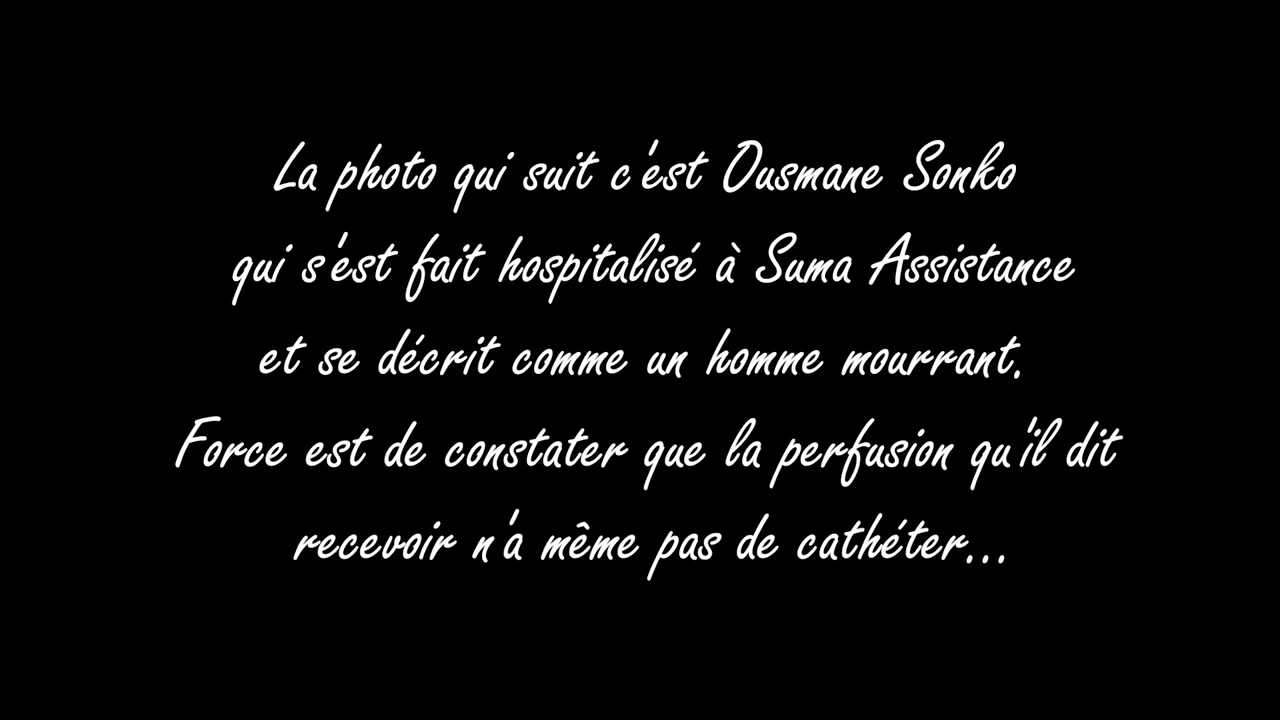 La photo qui suit c'est Ousmane Sonko
qui s'est fait hospitalisé à Suma Assistance
et se décrit comme un homme mourrant.
Force est de constater que la perfusion qu'il dit
recevoir n'a même pas de cathéter...